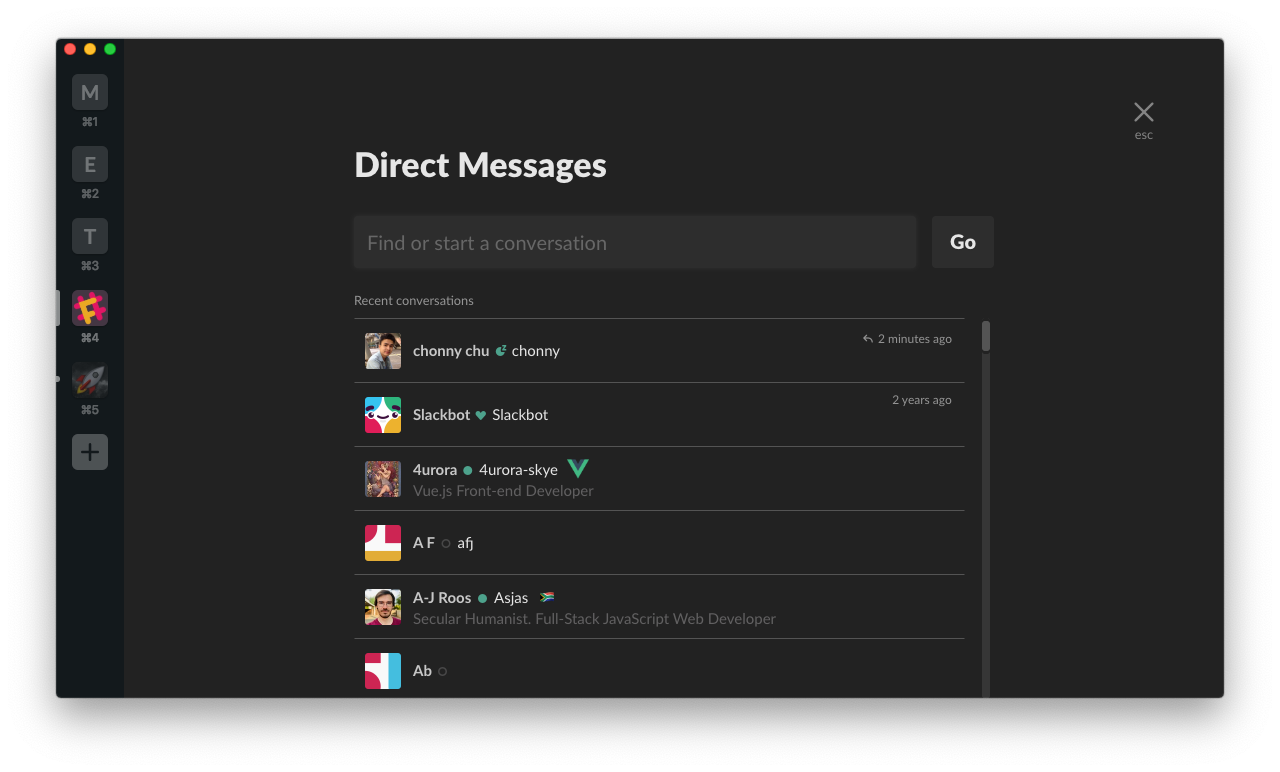 M
⌘1
E
⌘2
T
⌘3
⌘4
⌘5
esc
Direct Messages
Find or start a conversation
Go
Recent conversations
chonny chu chonny
2 minutes ago
Slackbot Slackbot
2 years ago
4urora 4urora-skye
Vue.js Front-end Developer
A F afj
A-J Roos Asjas
Secular Humanist. Full-Stack JavaScript Web Developer
Ab